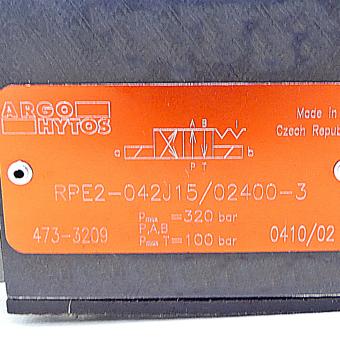 ARGO
HYTOS
Made in
Czech Repub
A B
a b
P T
RPE2-042J15/02400-3
Pmax =320 bar
P,A,B
473-3209
Pmax T=100 bar
0410/02